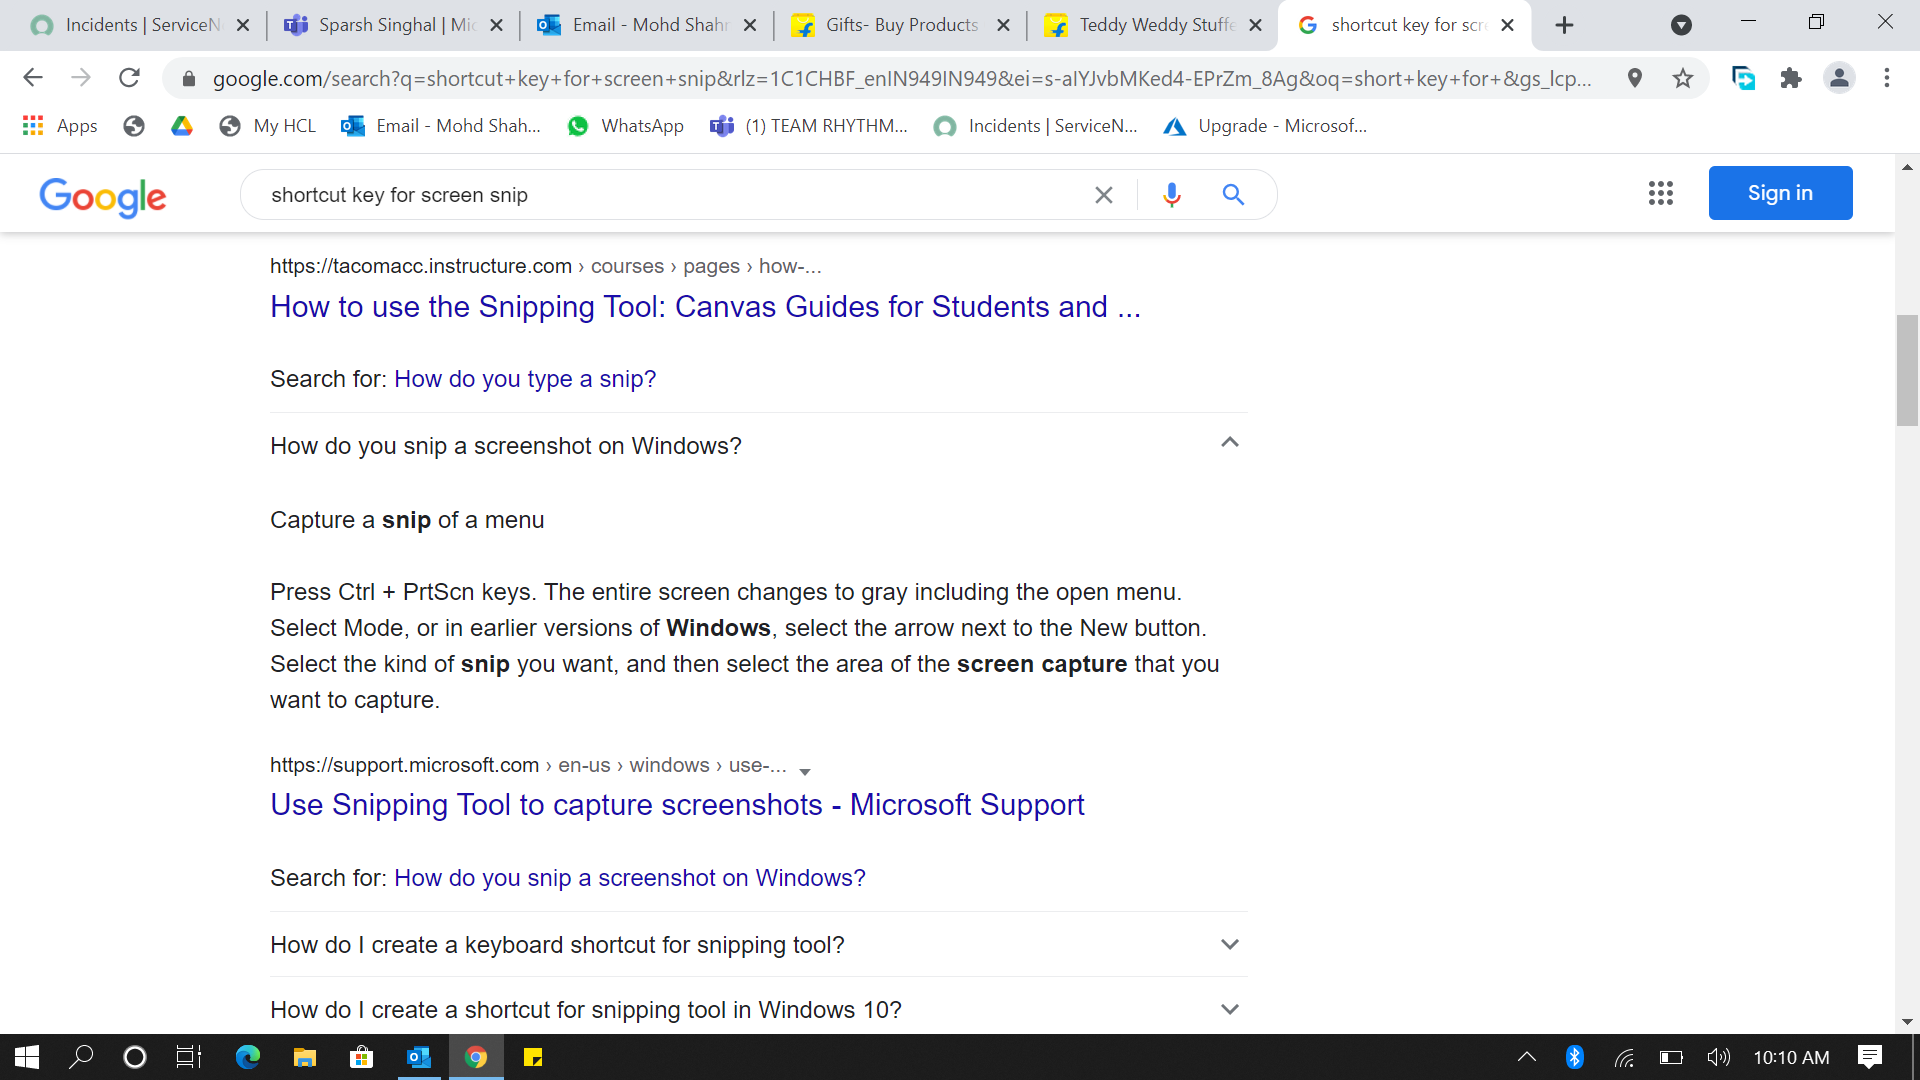 Incidents | ServiceN
Sparsh Singhal | Mic
Email - Mohd Shahr
Gifts- Buy Products
Teddy Weddy Stuffe
shortcut key for scre
google.com/search?q=shortcut+key+for+screen+snip&rlz=1C1CHBF_enIN949IN949&ei=s-aIYJvbMKed4-EPrZm_8Ag&oq=short+key+for+&gs_lcp...
Apps
My HCL
Email - Mohd Shah...
WhatsApp
(1) TEAM RHYTHM...
Incidents | ServiceN...
Upgrade - Microsof...
Google
shortcut key for screen snip
Sign in
https://tacomacc.instructure.com › courses › pages › how-...
How to use the Snipping Tool: Canvas Guides for Students and ...
Search for: How do you type a snip?
How do you snip a screenshot on Windows?
Capture a snip of a menu
Press Ctrl + PrtScn keys. The entire screen changes to gray including the open menu.
Select Mode, or in earlier versions of Windows, select the arrow next to the New button.
Select the kind of snip you want, and then select the area of the screen capture that you
want to capture.
https://support.microsoft.com › en-us › windows › use-...
Use Snipping Tool to capture screenshots - Microsoft Support
Search for: How do you snip a screenshot on Windows?
How do I create a keyboard shortcut for snipping tool?
How do I create a shortcut for snipping tool in Windows 10?
10:10 AM